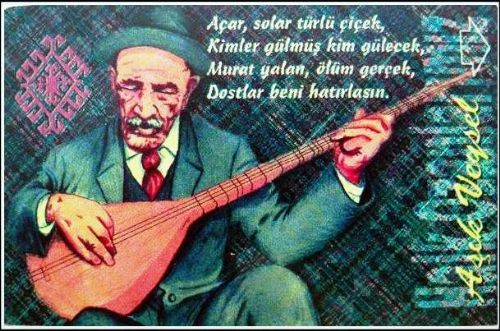 Açar, solar türlü çiçek,
Kimler gülmüş kim gülecek,
Murat yalan, ölüm gerçek,
Dostlar beni hatırlasın.
Aşık Veysel